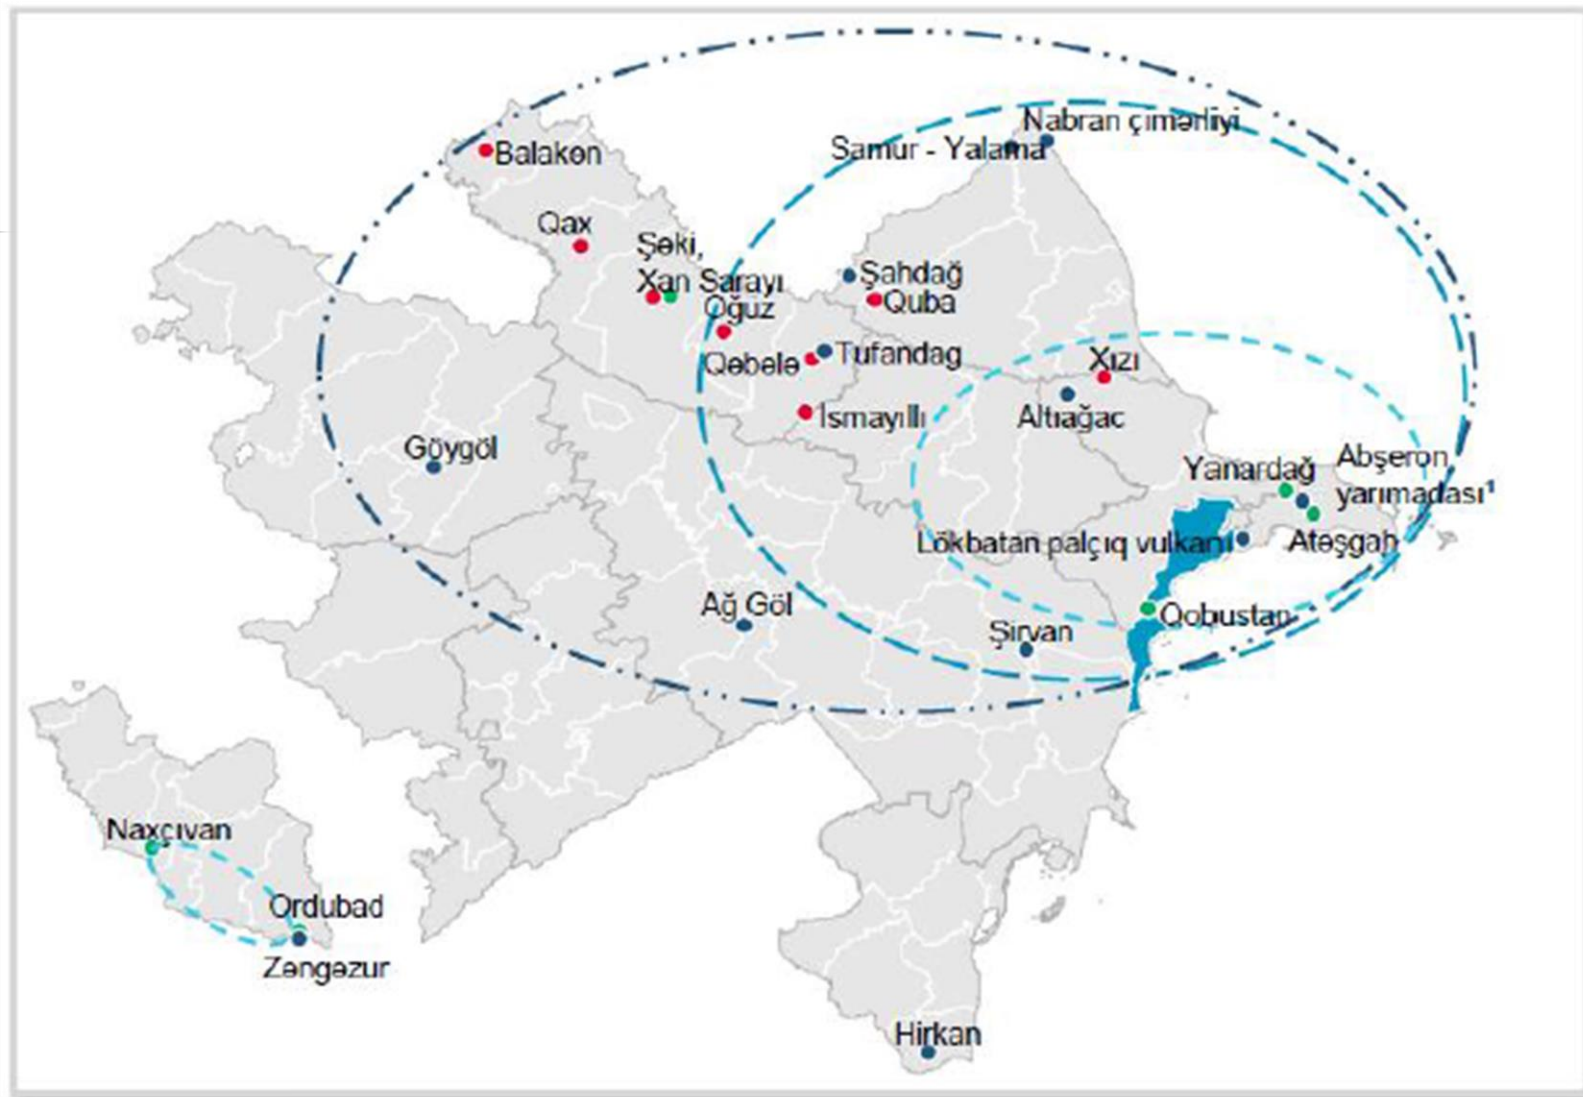 Nabran çimərliyi
Samur - Yalama
Balakən
Qax
Şəki,
Xan Sarayı
Oğuz
Şahdağ
Quba
Qəbələ
Tufandag
Xızı
İsmayıllı
Altıağac
Göygöl
Yanardağ
Abşeron
yarımadası¹
Lökbatan palçıq vulkanı
Atəşgah
Ağ Göl
Qobustan
Şirvan
Naxçıvan
Ordubad
Zəngəzur
Hirkan